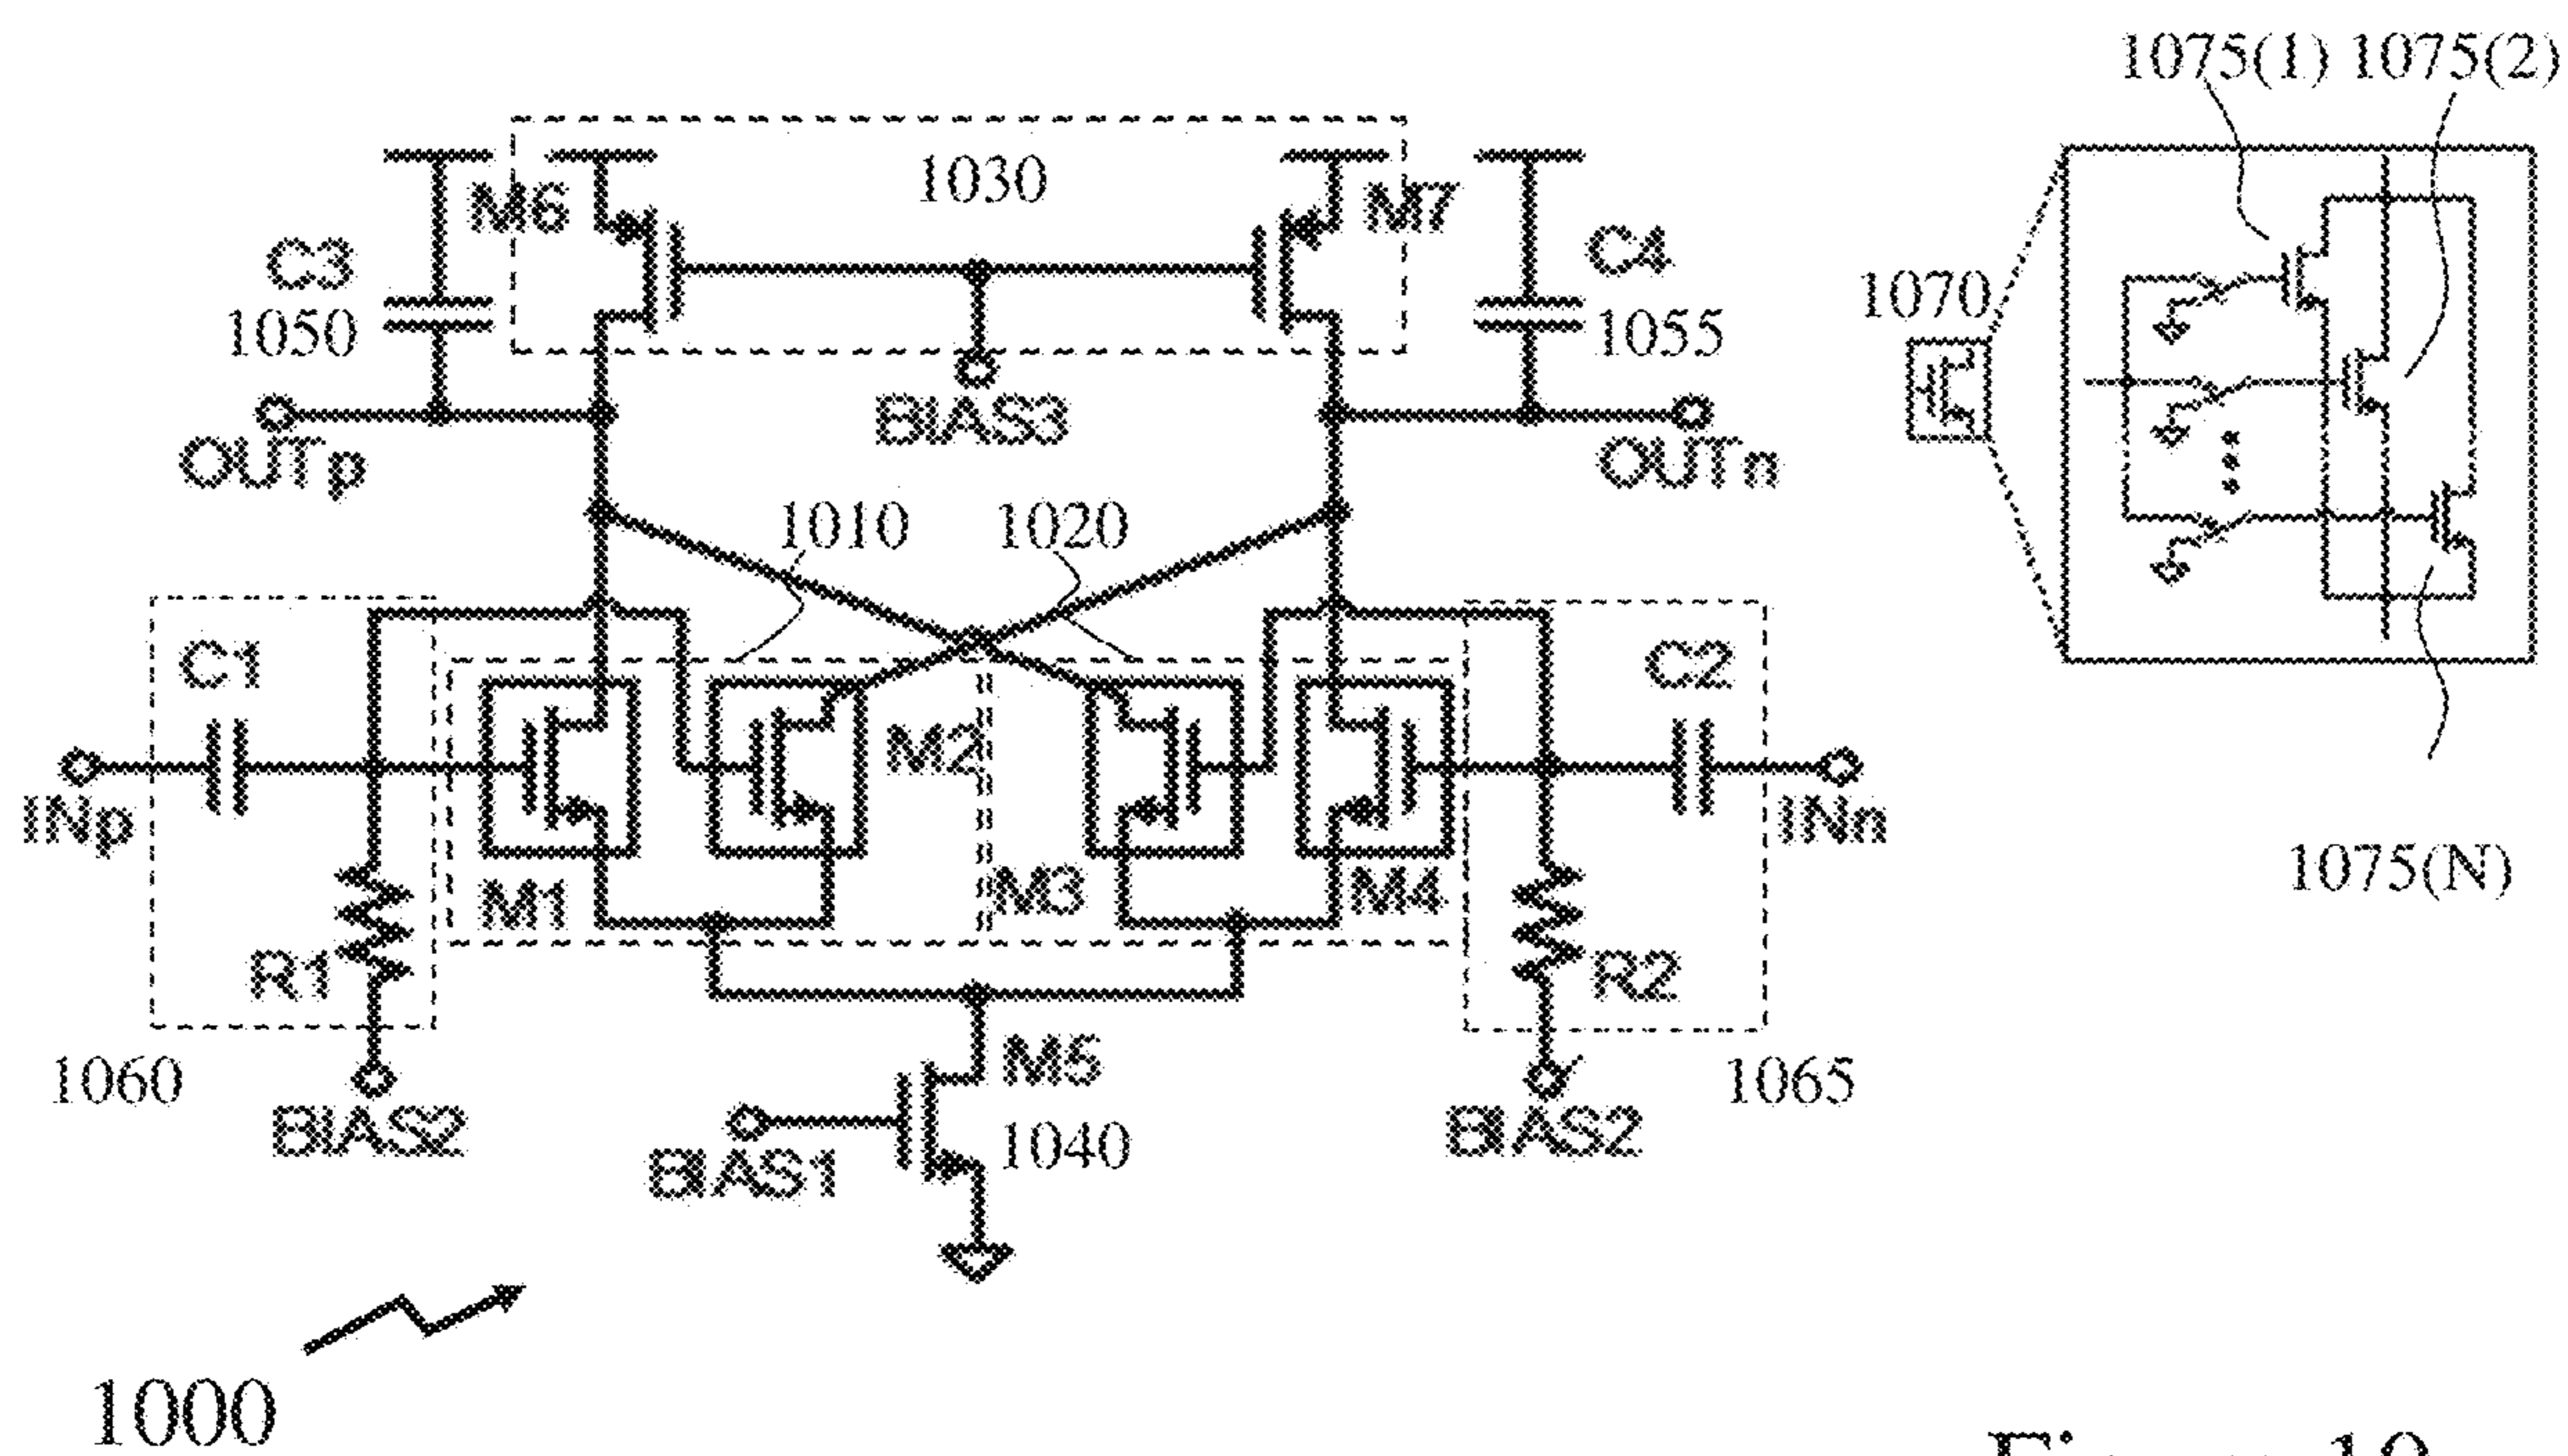 1075(1) 1075(2)
1030
M6
M7
C3
1050
C4
1055
1070
BIAS3
OUTp
OUTn
1010
1020
C1
C2
M2
INp
INn
M1
M3
M4
1075(N)
R1
R2
M5
1060
1065
BIAS2
BIAS2
1040
BIAS1
1000